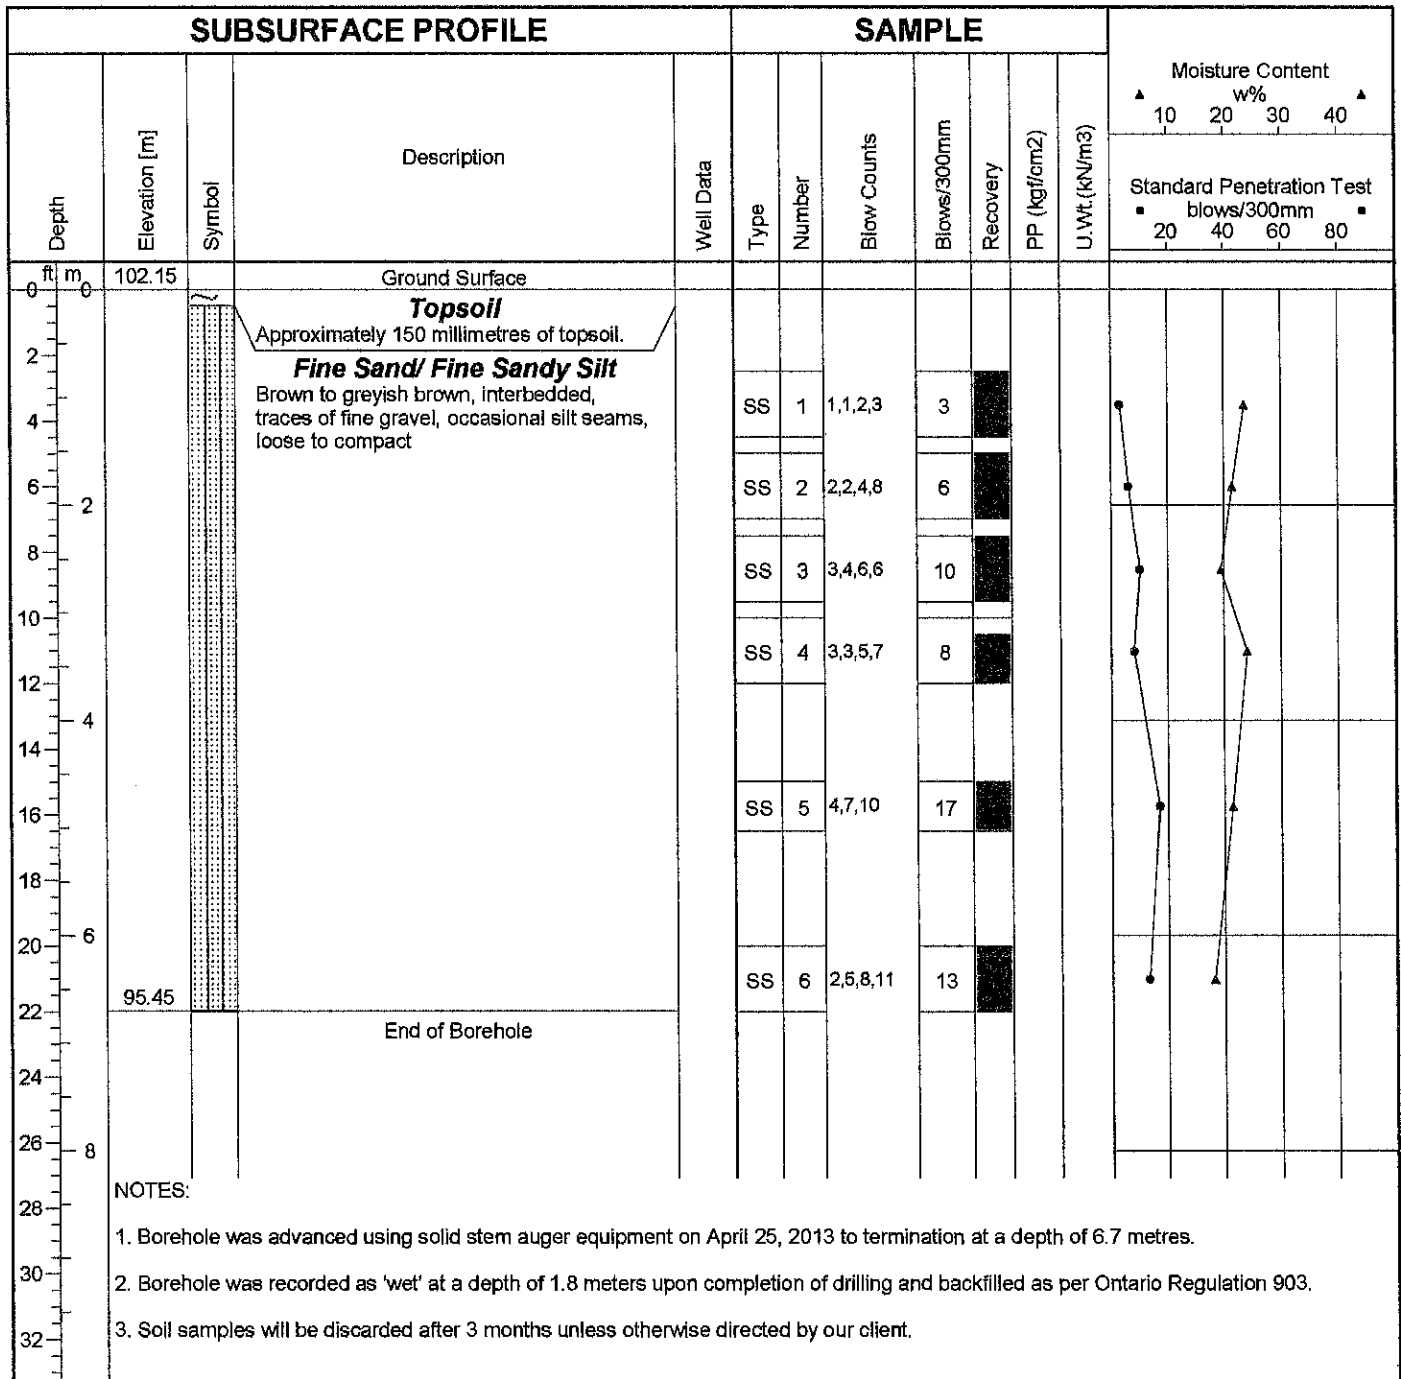 SUBSURFACE PROFILE
SAMPLE
Depth
Elevation [m]
Symbol
Description
Well Data
Type
Number
Blow Counts
Blows/300mm
Recovery
PP (kgf/cm2)
U.Wt.(kN/m3)
Moisture Content
w%
10 20 30 40
Standard Penetration Test
blows/300mm
20 40 60 80
ft m 102.15 Ground Surface
0 0
Topsoil
Approximately 150 millimetres of topsoil.
2
Fine Sand/ Fine Sandy Silt
Brown to greyish brown, interbedded,
traces of fine gravel, occasional silt seams,
loose to compact
SS 1 1,1,2,3 3
4
6
SS 2 2,2,4,8 6
2
8
SS 3 3,4,6,6 10
10
SS 4 3,3,5,7 8
12
4
14
16
SS 5 4,7,10 17
18
6
20
SS 6 2,5,8,11 13
95.45
22
End of Borehole
24
26
8
NOTES:
28
1. Borehole was advanced using solid stem auger equipment on April 25, 2013 to termination at a depth of 6.7 metres.
30
2. Borehole was recorded as 'wet' at a depth of 1.8 meters upon completion of drilling and backfilled as per Ontario Regulation 903.
32
3. Soil samples will be discarded after 3 months unless otherwise directed by our client.